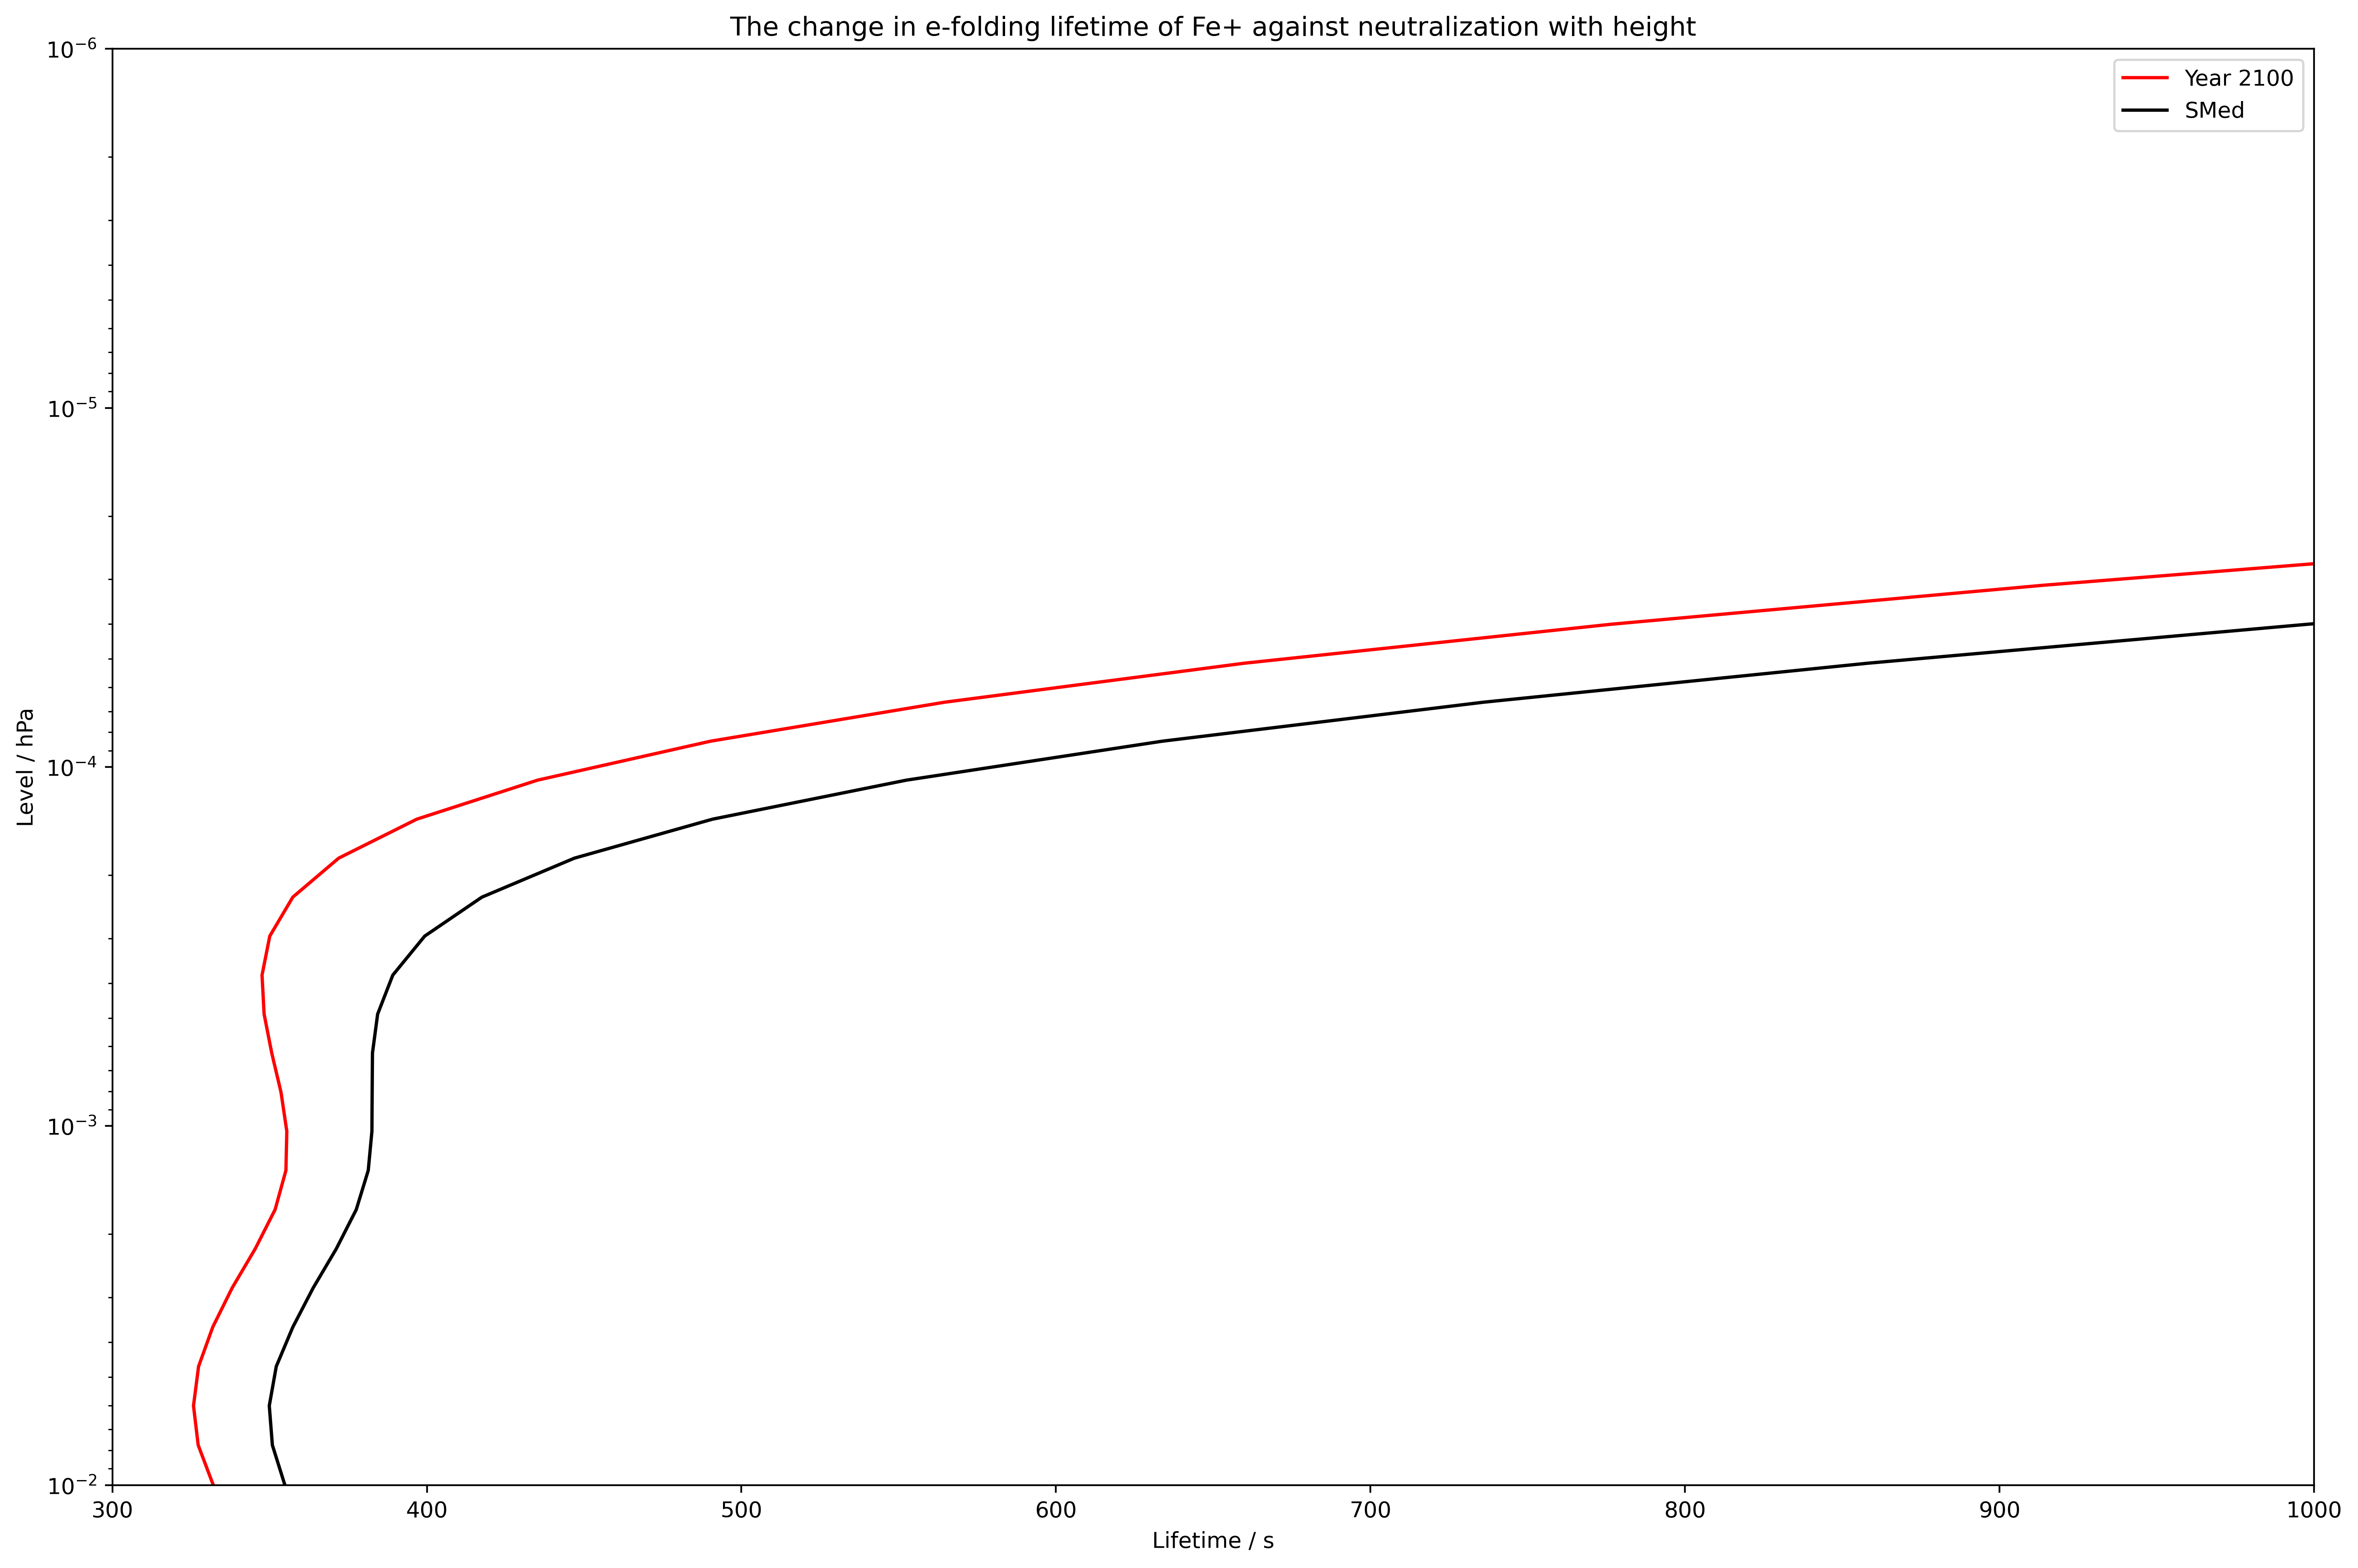 The change in e-folding lifetime of Fe+ against neutralization with height
Year 2100
SMed
Level / hPa
10⁻⁶
10⁻⁵
10⁻⁴
10⁻³
10⁻²
300 400 500 600 700 800 900 1000
Lifetime / s